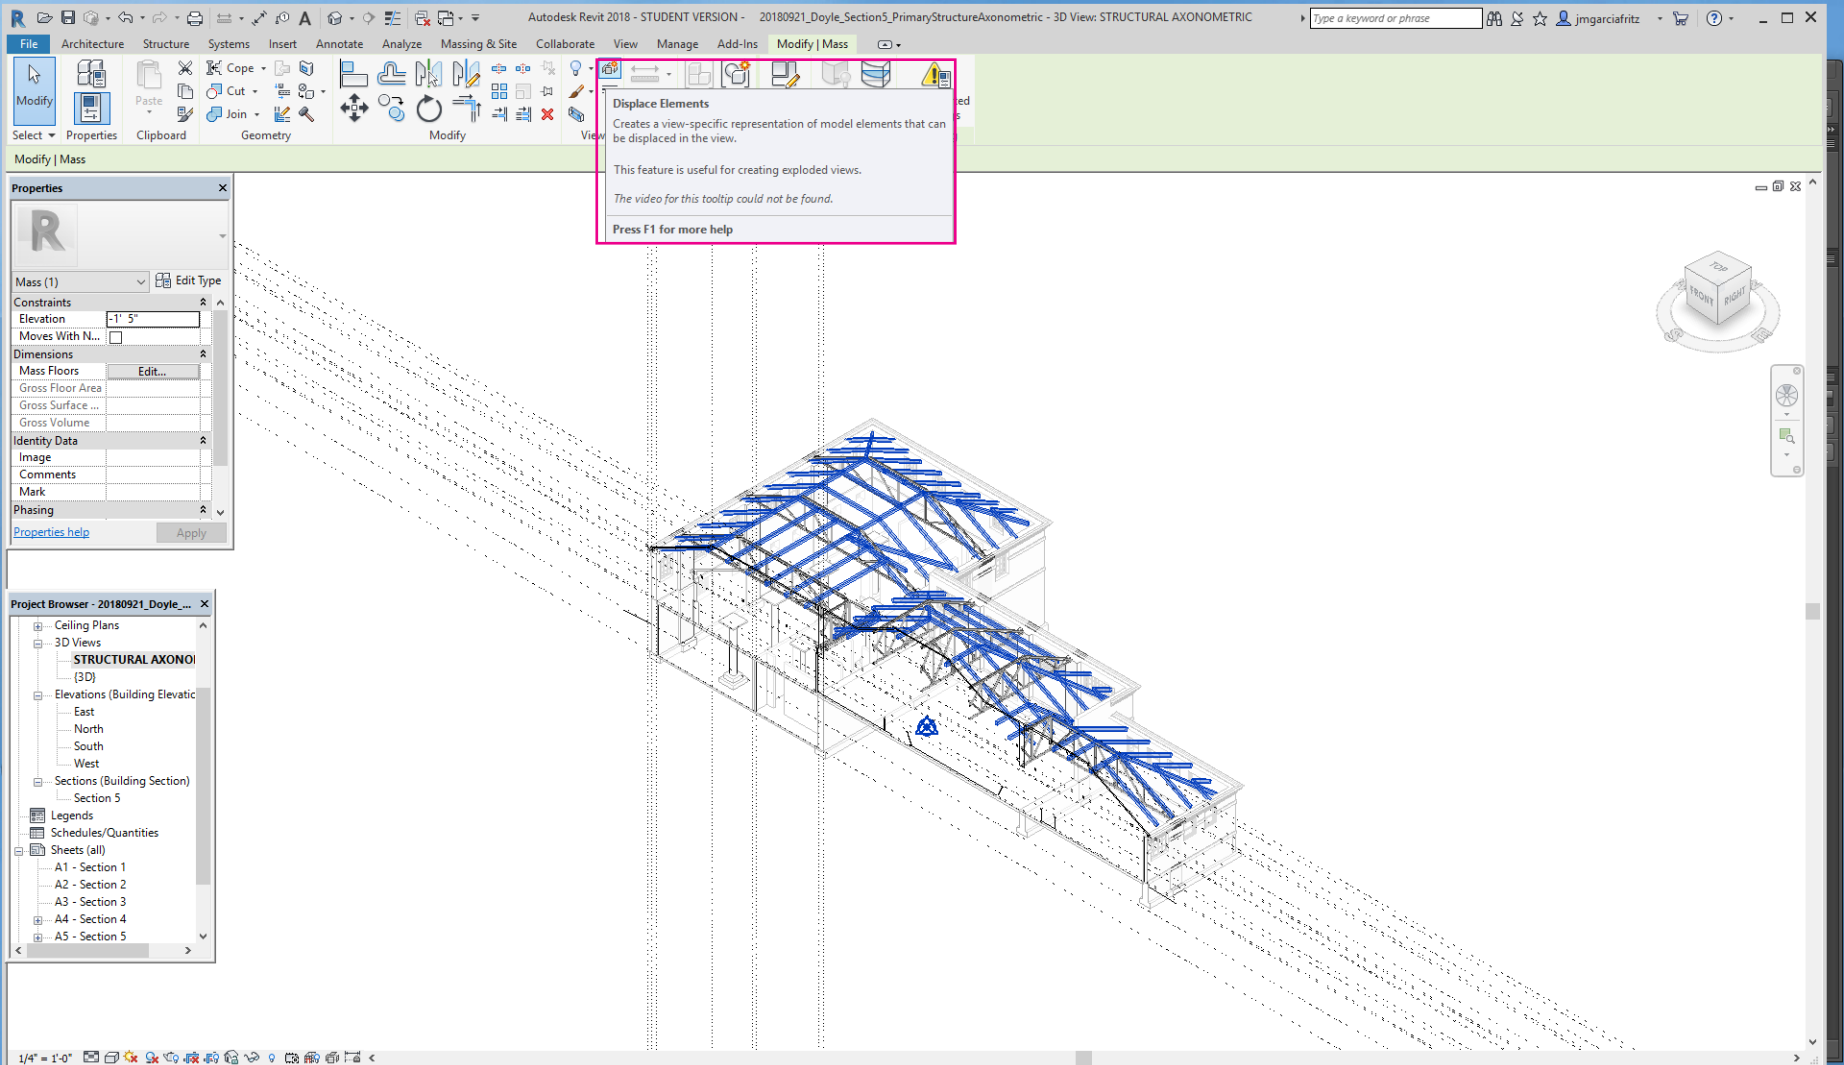 Autodesk Revit 2018 - STUDENT VERSION - 20180921_Doyle_Section5_PrimaryStructureAxonometric - 3D View: STRUCTURAL AXONOMETRIC
Type a keyword or phrase
jmgarciafritz
File Architecture Structure Systems Insert Annotate Analyze Massing & Site Collaborate View Manage Add-Ins Modify | Mass
Modify
Paste
Cope
Cut
Join
Select Properties Clipboard Geometry Modify View
Displace Elements
Creates a view-specific representation of model elements that can
be displaced in the view.
This feature is useful for creating exploded views.
The video for this tooltip could not be found.
Press F1 for more help
Modify | Mass
Properties
R
Mass (1)
Edit Type
Constraints
Elevation -1' 5"
Moves With N...
Dimensions
Mass Floors Edit...
Gross Floor Area
Gross Surface ...
Gross Volume
Identity Data
Image
Comments
Mark
Phasing
Properties help Apply
TOP
FRONT
RIGHT
Project Browser - 20180921_Doyle_...
Ceiling Plans
3D Views
STRUCTURAL AXONOI
{3D}
Elevations (Building Elevatic
East
North
South
West
Sections (Building Section)
Section 5
Legends
Schedules/Quantities
Sheets (all)
A1 - Section 1
A2 - Section 2
A3 - Section 3
A4 - Section 4
A5 - Section 5
1/4" = 1'-0"